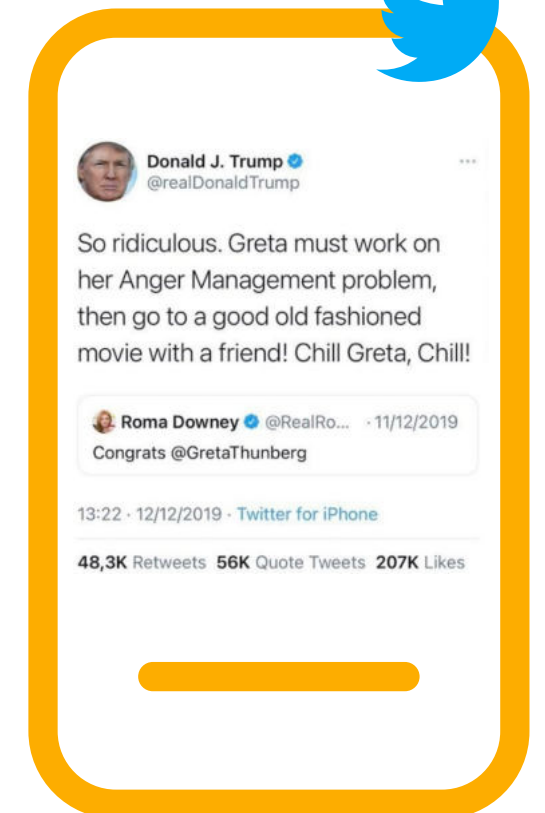 Donald J. Trump
@realDonaldTrump
So ridiculous. Greta must work on
her Anger Management problem,
then go to a good old fashioned
movie with a friend! Chill Greta, Chill!
Roma Downey @RealRo... · 11/12/2019
Congrats @GretaThunberg
13:22 · 12/12/2019 · Twitter for iPhone
48,3K Retweets 56K Quote Tweets 207K Likes